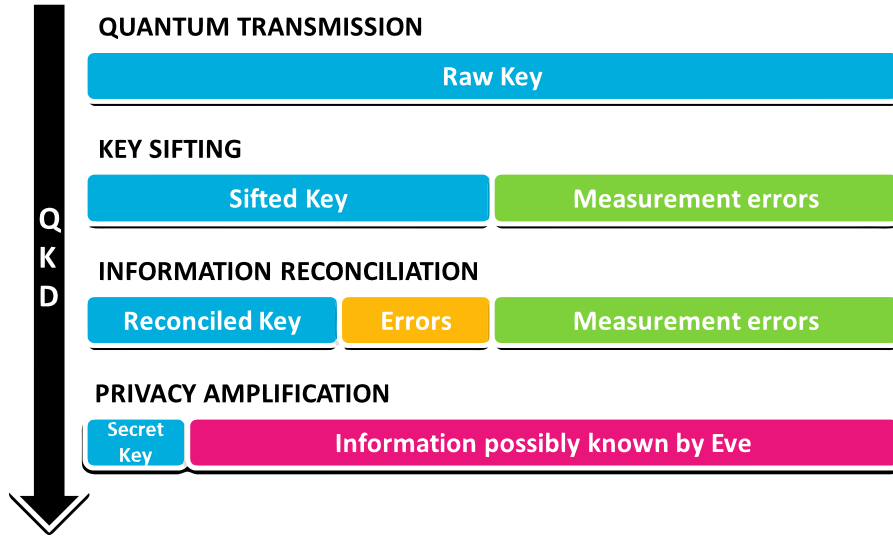 QUANTUM TRANSMISSION
Raw Key
KEY SIFTING
Sifted Key
Measurement errors
Q
K
D
INFORMATION RECONCILIATION
Reconciled Key
Errors
Measurement errors
PRIVACY AMPLIFICATION
Secret
Key
Information possibly known by Eve